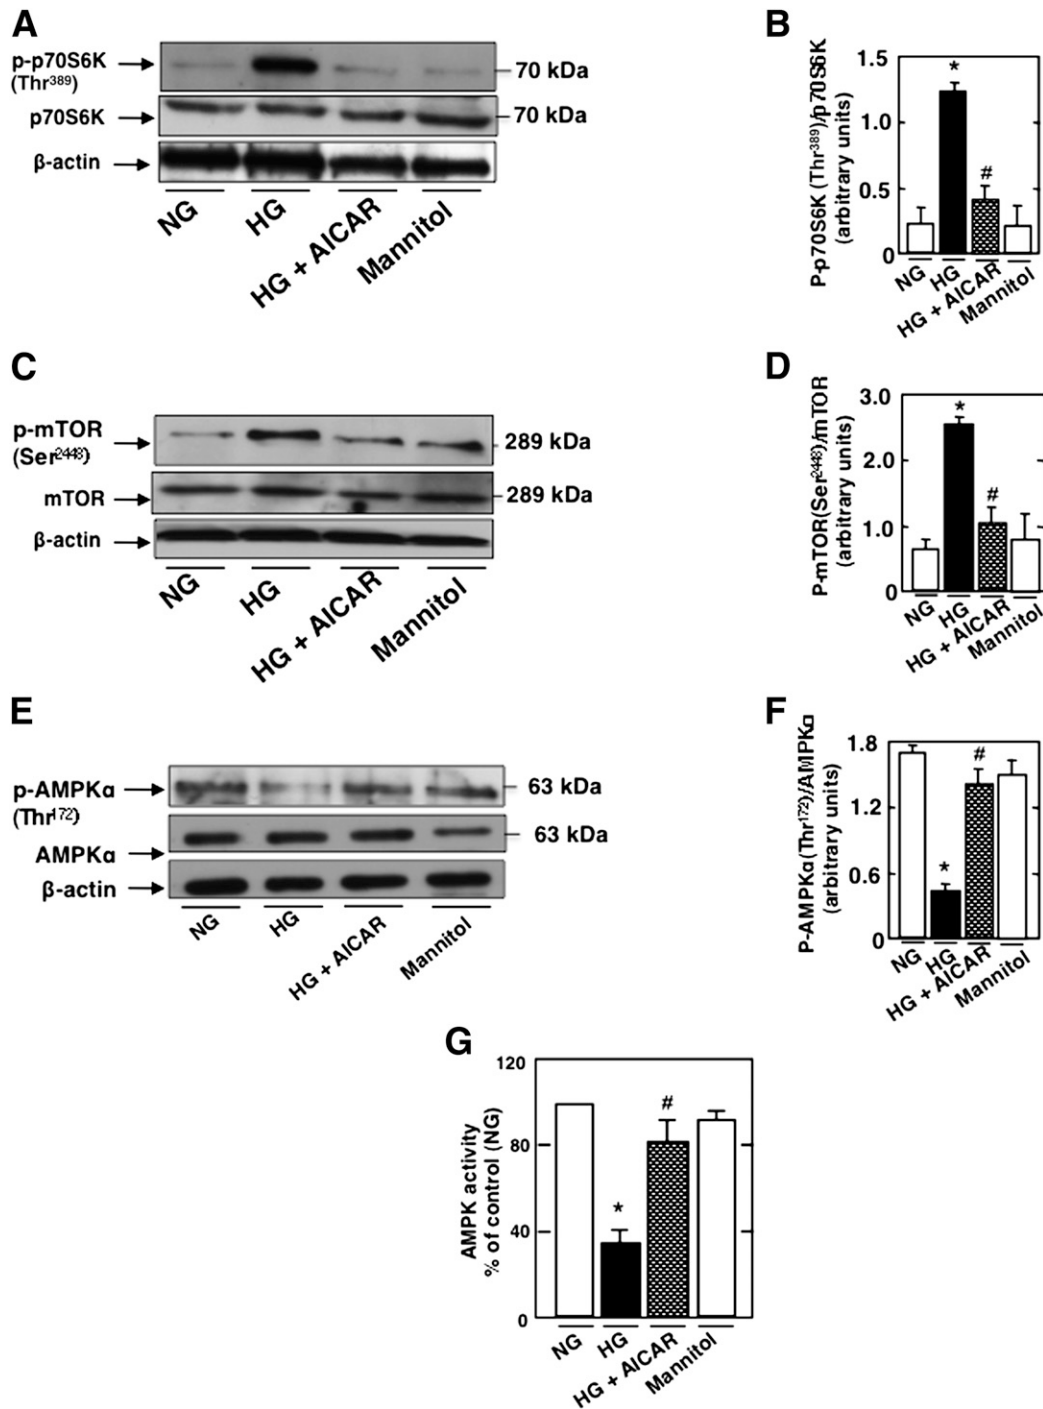 A
p-p70S6K
(Thr³⁸⁹)
70 kDa
p70S6K
70 kDa
β-actin
NG
HG
HG + AICAR
Mannitol
B
P-p70S6K (Thr³⁸⁹)/p70S6K
(arbitrary units)
1.5
1.0
0.5
0
*
#
NG
HG
HG + AICAR
Mannitol
C
p-mTOR
(Ser²⁴⁴⁸)
289 kDa
mTOR
289 kDa
β-actin
NG
HG
HG + AICAR
Mannitol
D
P-mTOR(Ser²⁴⁴⁸)/mTOR
(arbitrary units)
3.0
2.0
1.0
0
*
#
NG
HG
HG + AICAR
Mannitol
E
p-AMPKα
(Thr¹⁷²)
63 kDa
AMPKα
63 kDa
β-actin
NG
HG
HG + AICAR
Mannitol
F
P-AMPKα(Thr¹⁷²)/AMPKα
(arbitrary units)
1.8
1.2
0.6
0
*
#
NG
HG
HG + AICAR
Mannitol
G
AMPK activity
% of control (NG)
120
80
40
0
*
#
NG
HG
HG + AICAR
Mannitol